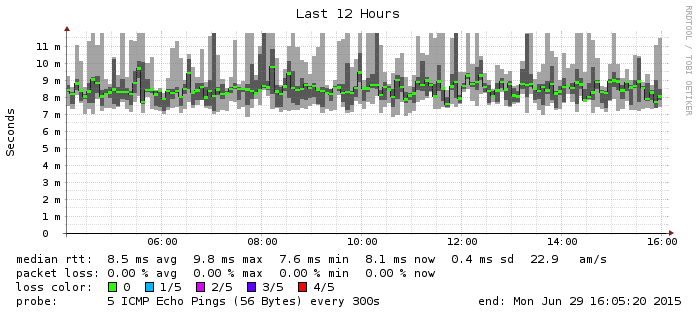 Last 12 Hours
RRDTOOL / TOBI OETIKER
Seconds
11 m
10 m
9 m
8 m
7 m
6 m
5 m
4 m
3 m
2 m
1 m
0
06:00 08:00 10:00 12:00 14:00 16:00
median rtt: 8.5 ms avg 9.8 ms max 7.6 ms min 8.1 ms now 0.4 ms sd 22.9 am/s
packet loss: 0.00 % avg 0.00 % max 0.00 % min 0.00 % now
loss color: 0 1/5 2/5 3/5 4/5
probe: 5 ICMP Echo Pings (56 Bytes) every 300s end: Mon Jun 29 16:05:20 2015